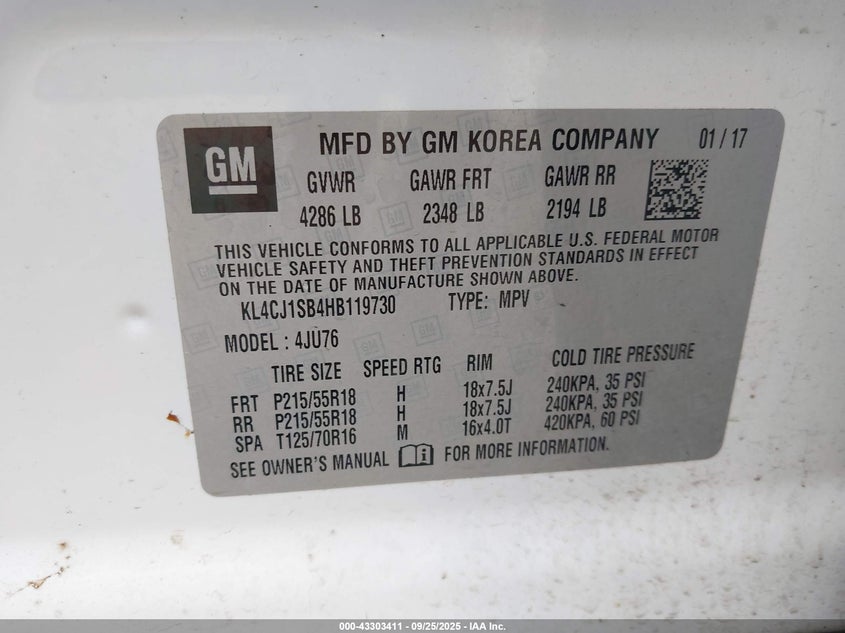 GM
MFD BY GM KOREA COMPANY 01 / 17
GVWR GAWR FRT GAWR RR
4286 LB 2348 LB 2194 LB
THIS VEHICLE CONFORMS TO ALL APPLICABLE U.S. FEDERAL MOTOR
VEHICLE SAFETY AND THEFT PREVENTION STANDARDS IN EFFECT
ON THE DATE OF MANUFACTURE SHOWN ABOVE.
KL4CJ1SB4HB119730 TYPE: MPV
MODEL : 4JU76
TIRE SIZE SPEED RTG RIM COLD TIRE PRESSURE
FRT P215/55R18 H 18x7.5J 240KPA, 35 PSI
RR P215/55R18 H 18x7.5J 240KPA, 35 PSI
SPA T125/70R16 M 16x4.0T 420KPA, 60 PSI
SEE OWNER'S MANUAL i FOR MORE INFORMATION.
000-43303411 - 09/25/2025 - IAA Inc.